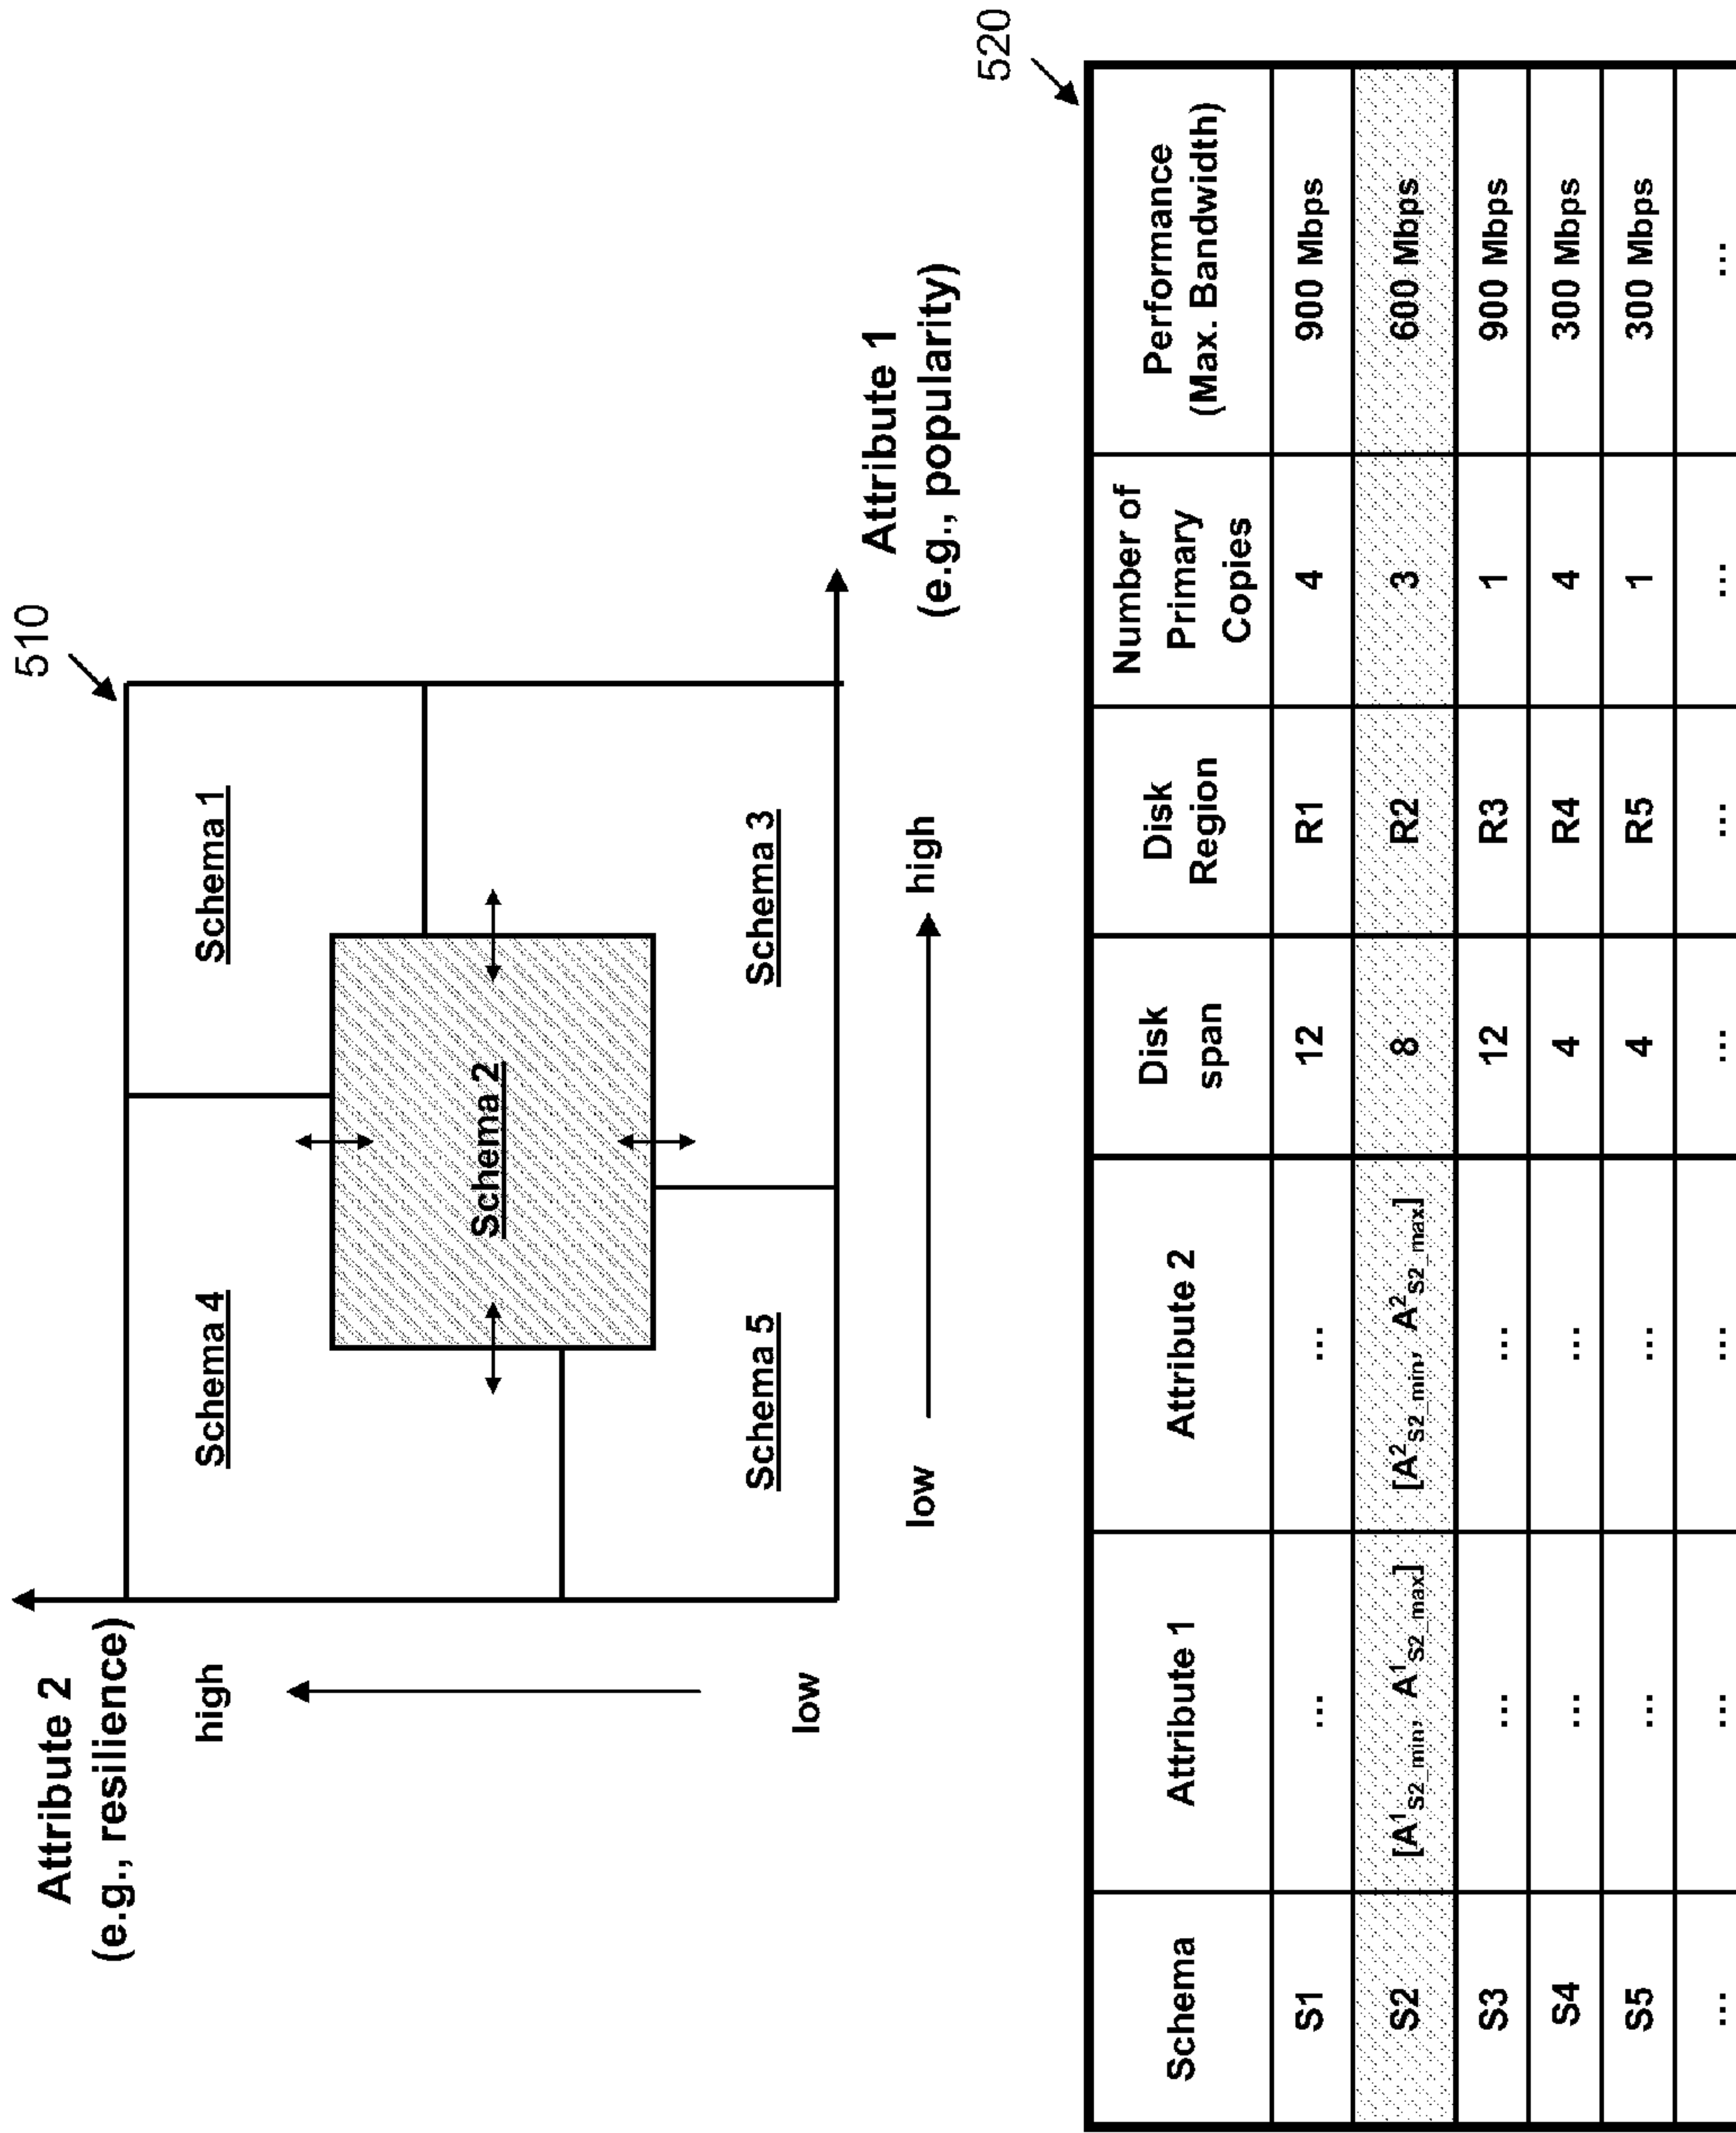 Attribute 2
(e.g., resilience)
510
high
low
Schema 4
Schema 1
Schema 2
Schema 5
Schema 3
low
high
Attribute 1
(e.g., popularity)
520
Schema Attribute 1 Attribute 2 Disk span Disk Region Number of Primary Copies Performance (Max. Bandwidth)
S1 ... ... 12 R1 4 900 Mbps
S2 [A¹S2_min, A¹S2_max] [A²S2_min, A²S2_max] 8 R2 3 600 Mbps
S3 ... ... 12 R3 1 900 Mbps
S4 ... ... 4 R4 4 300 Mbps
S5 ... ... 4 R5 1 300 Mbps
... ... ... ... ... ... ...